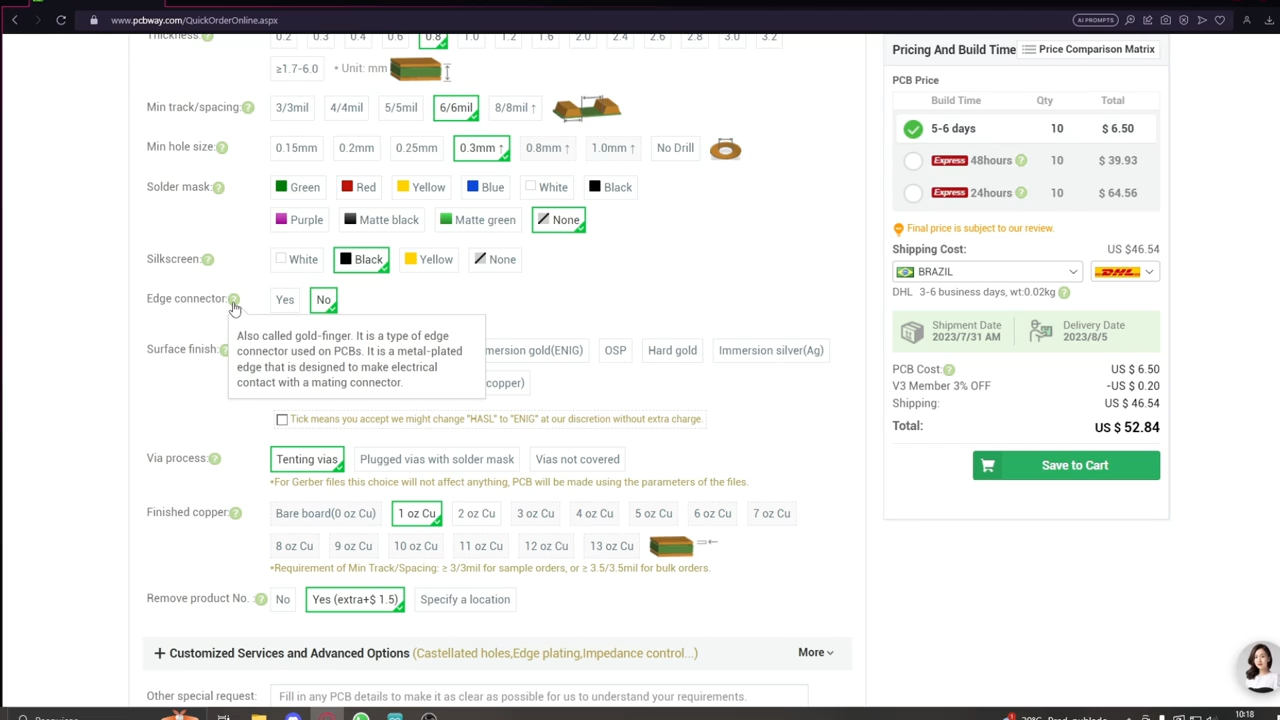 www.pcbway.com/QuickOrderOnline.aspx
AI PROMPTS
Thickness:
0.2 0.3 0.4 0.6 0.8 1.0 1.2 1.6 2.0 2.4 2.6 2.8 3.0 3.2
≥1.7-6.0 * Unit: mm
Min track/spacing: 3/3mil 4/4mil 5/5mil 6/6mil 8/8mil ↑
Min hole size: 0.15mm 0.2mm 0.25mm 0.3mm ↑ 0.8mm ↑ 1.0mm ↑ No Drill
Solder mask: Green Red Yellow Blue White Black
Purple Matte black Matte green None
Silkscreen: White Black Yellow None
Edge connector: Yes No
Also called gold-finger. It is a type of edge
connector used on PCBs. It is a metal-plated
edge that is designed to make electrical
contact with a mating connector.
Surface finish: mersion gold(ENIG) OSP Hard gold Immersion silver(Ag)
copper)
Tick means you accept we might change "HASL" to "ENIG" at our discretion without extra charge.
Via process: Tenting vias Plugged vias with solder mask Vias not covered
*For Gerber files this choice will not affect anything, PCB will be made using the parameters of the files.
Finished copper: Bare board(0 oz Cu) 1 oz Cu 2 oz Cu 3 oz Cu 4 oz Cu 5 oz Cu 6 oz Cu 7 oz Cu
8 oz Cu 9 oz Cu 10 oz Cu 11 oz Cu 12 oz Cu 13 oz Cu
*Requirement of Min Track/Spacing: ≥ 3/3mil for sample orders, or ≥ 3.5/3.5mil for bulk orders.
Remove product No. : No Yes (extra+$ 1.5) Specify a location
+ Customized Services and Advanced Options (Castellated holes,Edge plating,Impedance control...) More
Other special request: Fill in any PCB details to make it as clear as possible for us to understand your requirements.
Pricing And Build Time Price Comparison Matrix
PCB Price
Build Time Qty Total
5-6 days 10 $ 6.50
Express 48hours 10 $ 39.93
Express 24hours 10 $ 64.56
Final price is subject to our review.
Shipping Cost: US $46.54
BRAZIL DHL
DHL 3-6 business days, wt:0.02kg
Shipment Date Delivery Date
2023/7/31 AM 2023/8/5
PCB Cost: US $ 6.50
V3 Member 3% OFF -US $ 0.20
Shipping: US $ 46.54
Total: US $ 52.84
Save to Cart
10:18